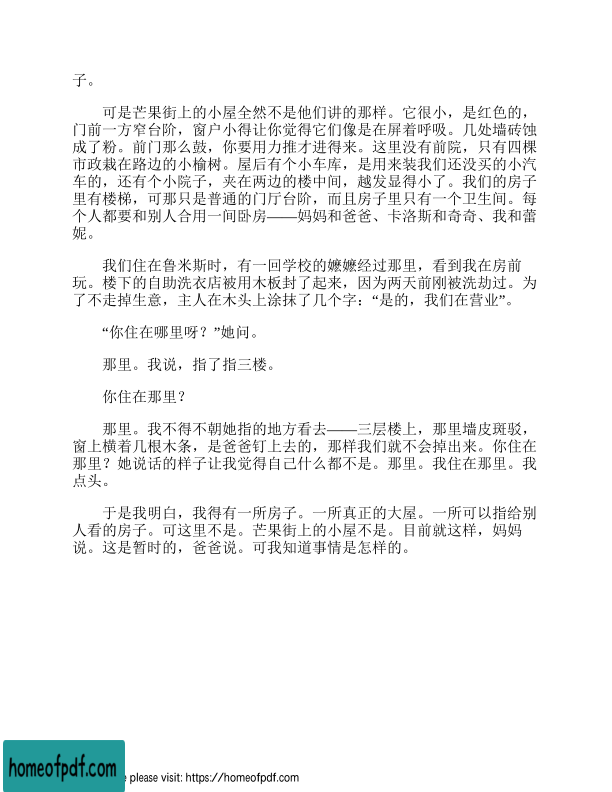 子。
可是芒果街上的小屋全然不是他们讲的那样。它很小，是红色的，
门前一方窄台阶，窗户小得让你觉得它们像是在屏着呼吸。几处墙砖蚀
成了粉。前门那么鼓，你要用力推才进得来。这里没有前院，只有四棵
市政栽在路边的小榆树。屋后有个小车库，是用来装我们还没买的小汽
车的，还有个小院子，夹在两边的楼中间，越发显得小了。我们的房子
里有楼梯，可那只是普通的门厅台阶，而且房子里只有一个卫生间。每
个人都要和别人合用一间卧房——妈妈和爸爸、卡洛斯和奇奇、我和蕾
妮。
我们住在鲁米斯时，有一回学校的嬷嬷经过那里，看到我在房前
玩。楼下的自助洗衣店被用木板封了起来，因为两天前刚被洗劫过。为
了不走掉生意，主人在木头上涂抹了几个字：“是的，我们在营业”。
“你住在哪里呀？”她问。
那里。我说，指了指三楼。
你住在那里？
那里。我不得不朝她指的地方看去——三层楼上，那里墙皮斑驳，
窗上横着几根木条，是爸爸钉上去的，那样我们就不会掉出来。你住在
那里？她说话的样子让我觉得自己什么都不是。那里。我住在那里。我
点头。
于是我明白，我得有一所房子。一所真正的大屋。一所可以指给别
人看的房子。可这里不是。芒果街上的小屋不是。目前就这样，妈妈
说。这是暂时的，爸爸说。可我知道事情是怎样的。
homeofpdf.com
e please visit: https://homeofpdf.com